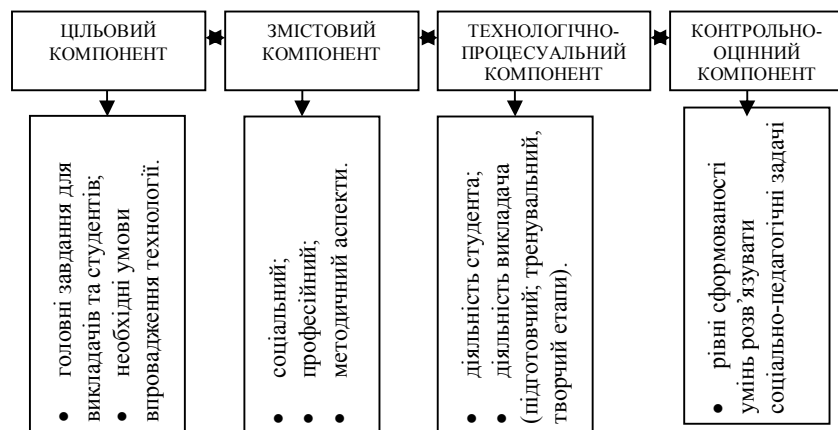 ЦІЛЬОВИЙ
КОМПОНЕНТ
ЗМІСТОВИЙ
КОМПОНЕНТ
ТЕХНОЛОГІЧНО-
ПРОЦЕСУАЛЬНИЙ
КОМПОНЕНТ
КОНТРОЛЬНО-
ОЦІННИЙ
КОМПОНЕНТ
● головні завдання для
викладачів та студентів;
● необхідні умови
впровадження технології.
● соціальний;
● професійний;
● методичний аспекти.
● діяльність студента;
● діяльність викладача
(підготовчий; тренувальний,
творчий етапи).
● рівні сформованості
умінь розв’язувати
соціально-педагогічні задачі